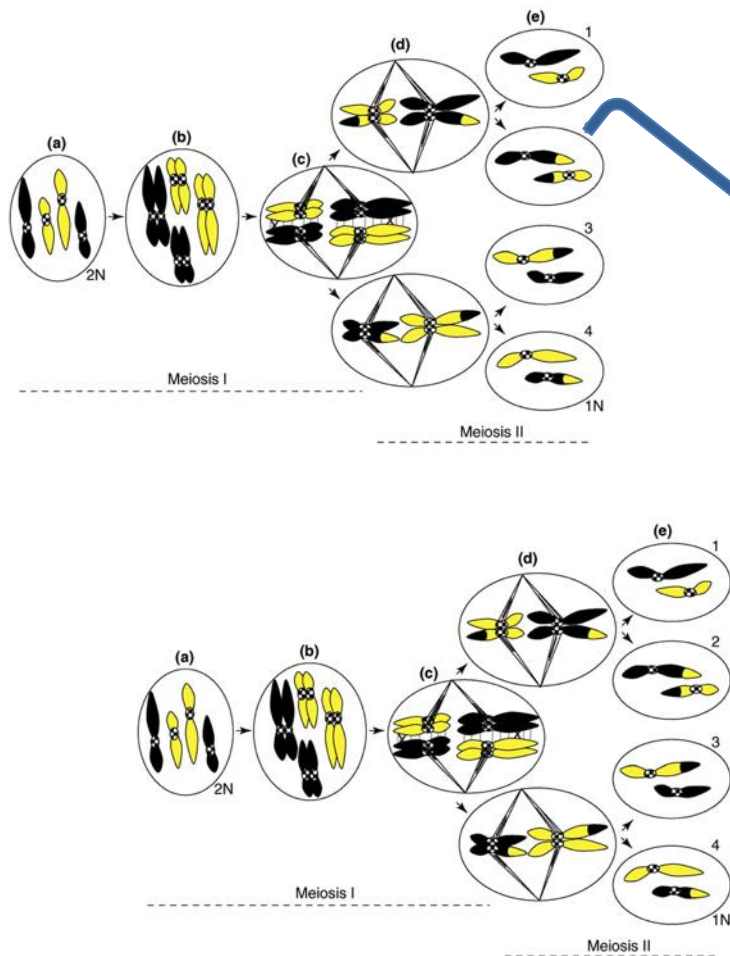 (e)
1
(d)
(b)
(a)
(c)
2N
3
4
Meiosis I
1N
Meiosis II
(e)
1
(d)
(b)
2
(a)
(c)
3
2N
4
Meiosis I
1N
Meiosis II